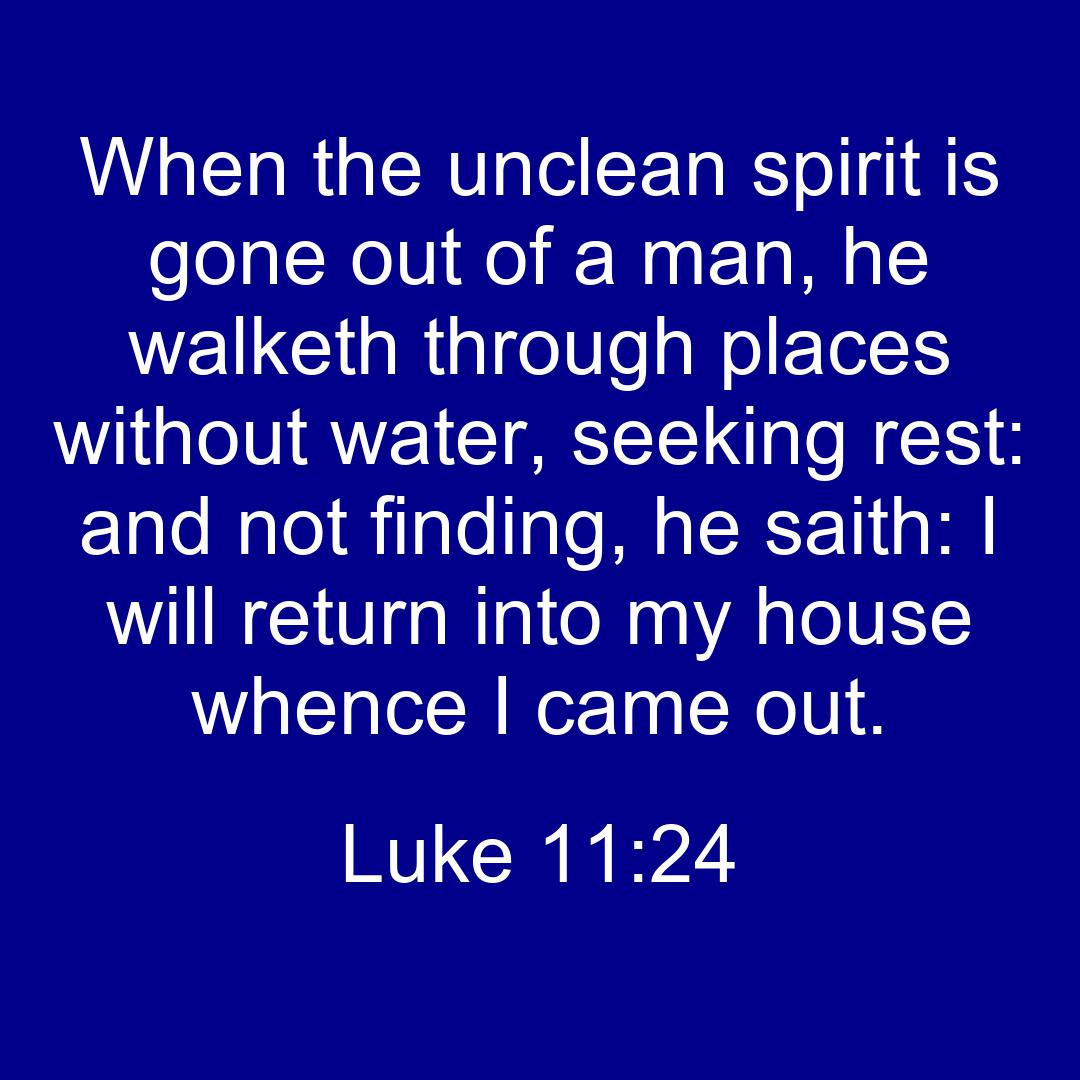 When the unclean spirit is
gone out of a man, he
walketh through places
without water, seeking rest:
and not finding, he saith: I
will return into my house
whence I came out.
Luke 11:24